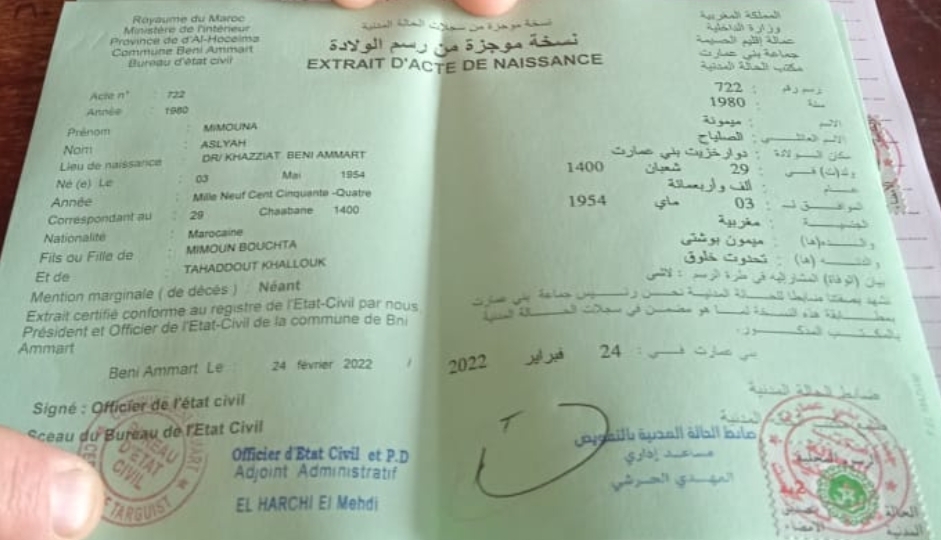 Royaume du Maroc
Ministère de l'intérieur
Province de d'Al-Hoceima
Commune Beni Ammart
Bureau d'état civil
نسخة موجزة من سجلات الحالة المدنية
نسخة موجزة من رسم الولادة
EXTRAIT D'ACTE DE NAISSANCE
المملكة المغربية
وزارة الداخلية
عمالة إقليم الحسيمة
جماعة بني عمارت
مكتب الحالة المدنية
Acte n° : 722
Année : 1980
Prénom : MIMOUNA
Nom : ASLYAH
Lieu de naissance : DR/ KHAZZIAT. BENI AMMART
Né (e) Le : 03 Mai 1954
Année : Mille Neuf Cent Cinquante -Quatre
Correspondant au : 29 Chaabane 1400
Nationalité : Marocaine
Fils ou Fille de : MIMOUN BOUCHTA
Et de : TAHADDOUT KHALLOUK
Mention marginale ( de décès ) : Néant
Extrait certifié conforme au registre de l'Etat-Civil par nous
Président et Officier de l'Etat-Civil de la commune de Bni
Ammart
Beni Ammart Le : 24 février 2022 /
Signé : Officier de l'état civil
Sceau du Bureau de l'Etat Civil
Officier d'Etat Civil et P.D
Adjoint Administratif
EL HARCHI El Mehdi
BUREAU
D'ETAT
CIVIL
TARGUIST
رسم رقم : 722
سنة : 1980
الاسم : ميمونة
الاسم العائلي : الصلياح
مكان الولادة : دوار خزيت بني عمارت
ولد(ت) في : 29 شعبان 1400
عام : ألف وأربعمائة
الموافق لـ : 03 ماي 1954
الجنسية : مغربية
والده(ها) : ميمون بوشتى
والدته (ها) : تحدوت خلوق
بيان (الوفاة) المشار إليه في طرة الرسم : لاشى
نشهد بصفتنا ضابطا للحالة المدنية نحن رئيس جماعة بني عمارت
بمطابقة هذه النسخة لما هو مضمن في سجلات الحالة المدنية
بالمكتب المذكور.
بني عمارت في : 24 فبراير 2022
ضابط الحالة المدنية
المدنية
ضابط الحالة المدنية بالتفويض
مساعد إداري
المهدي الحرشي
الحالة
المدنية
الإمضاء